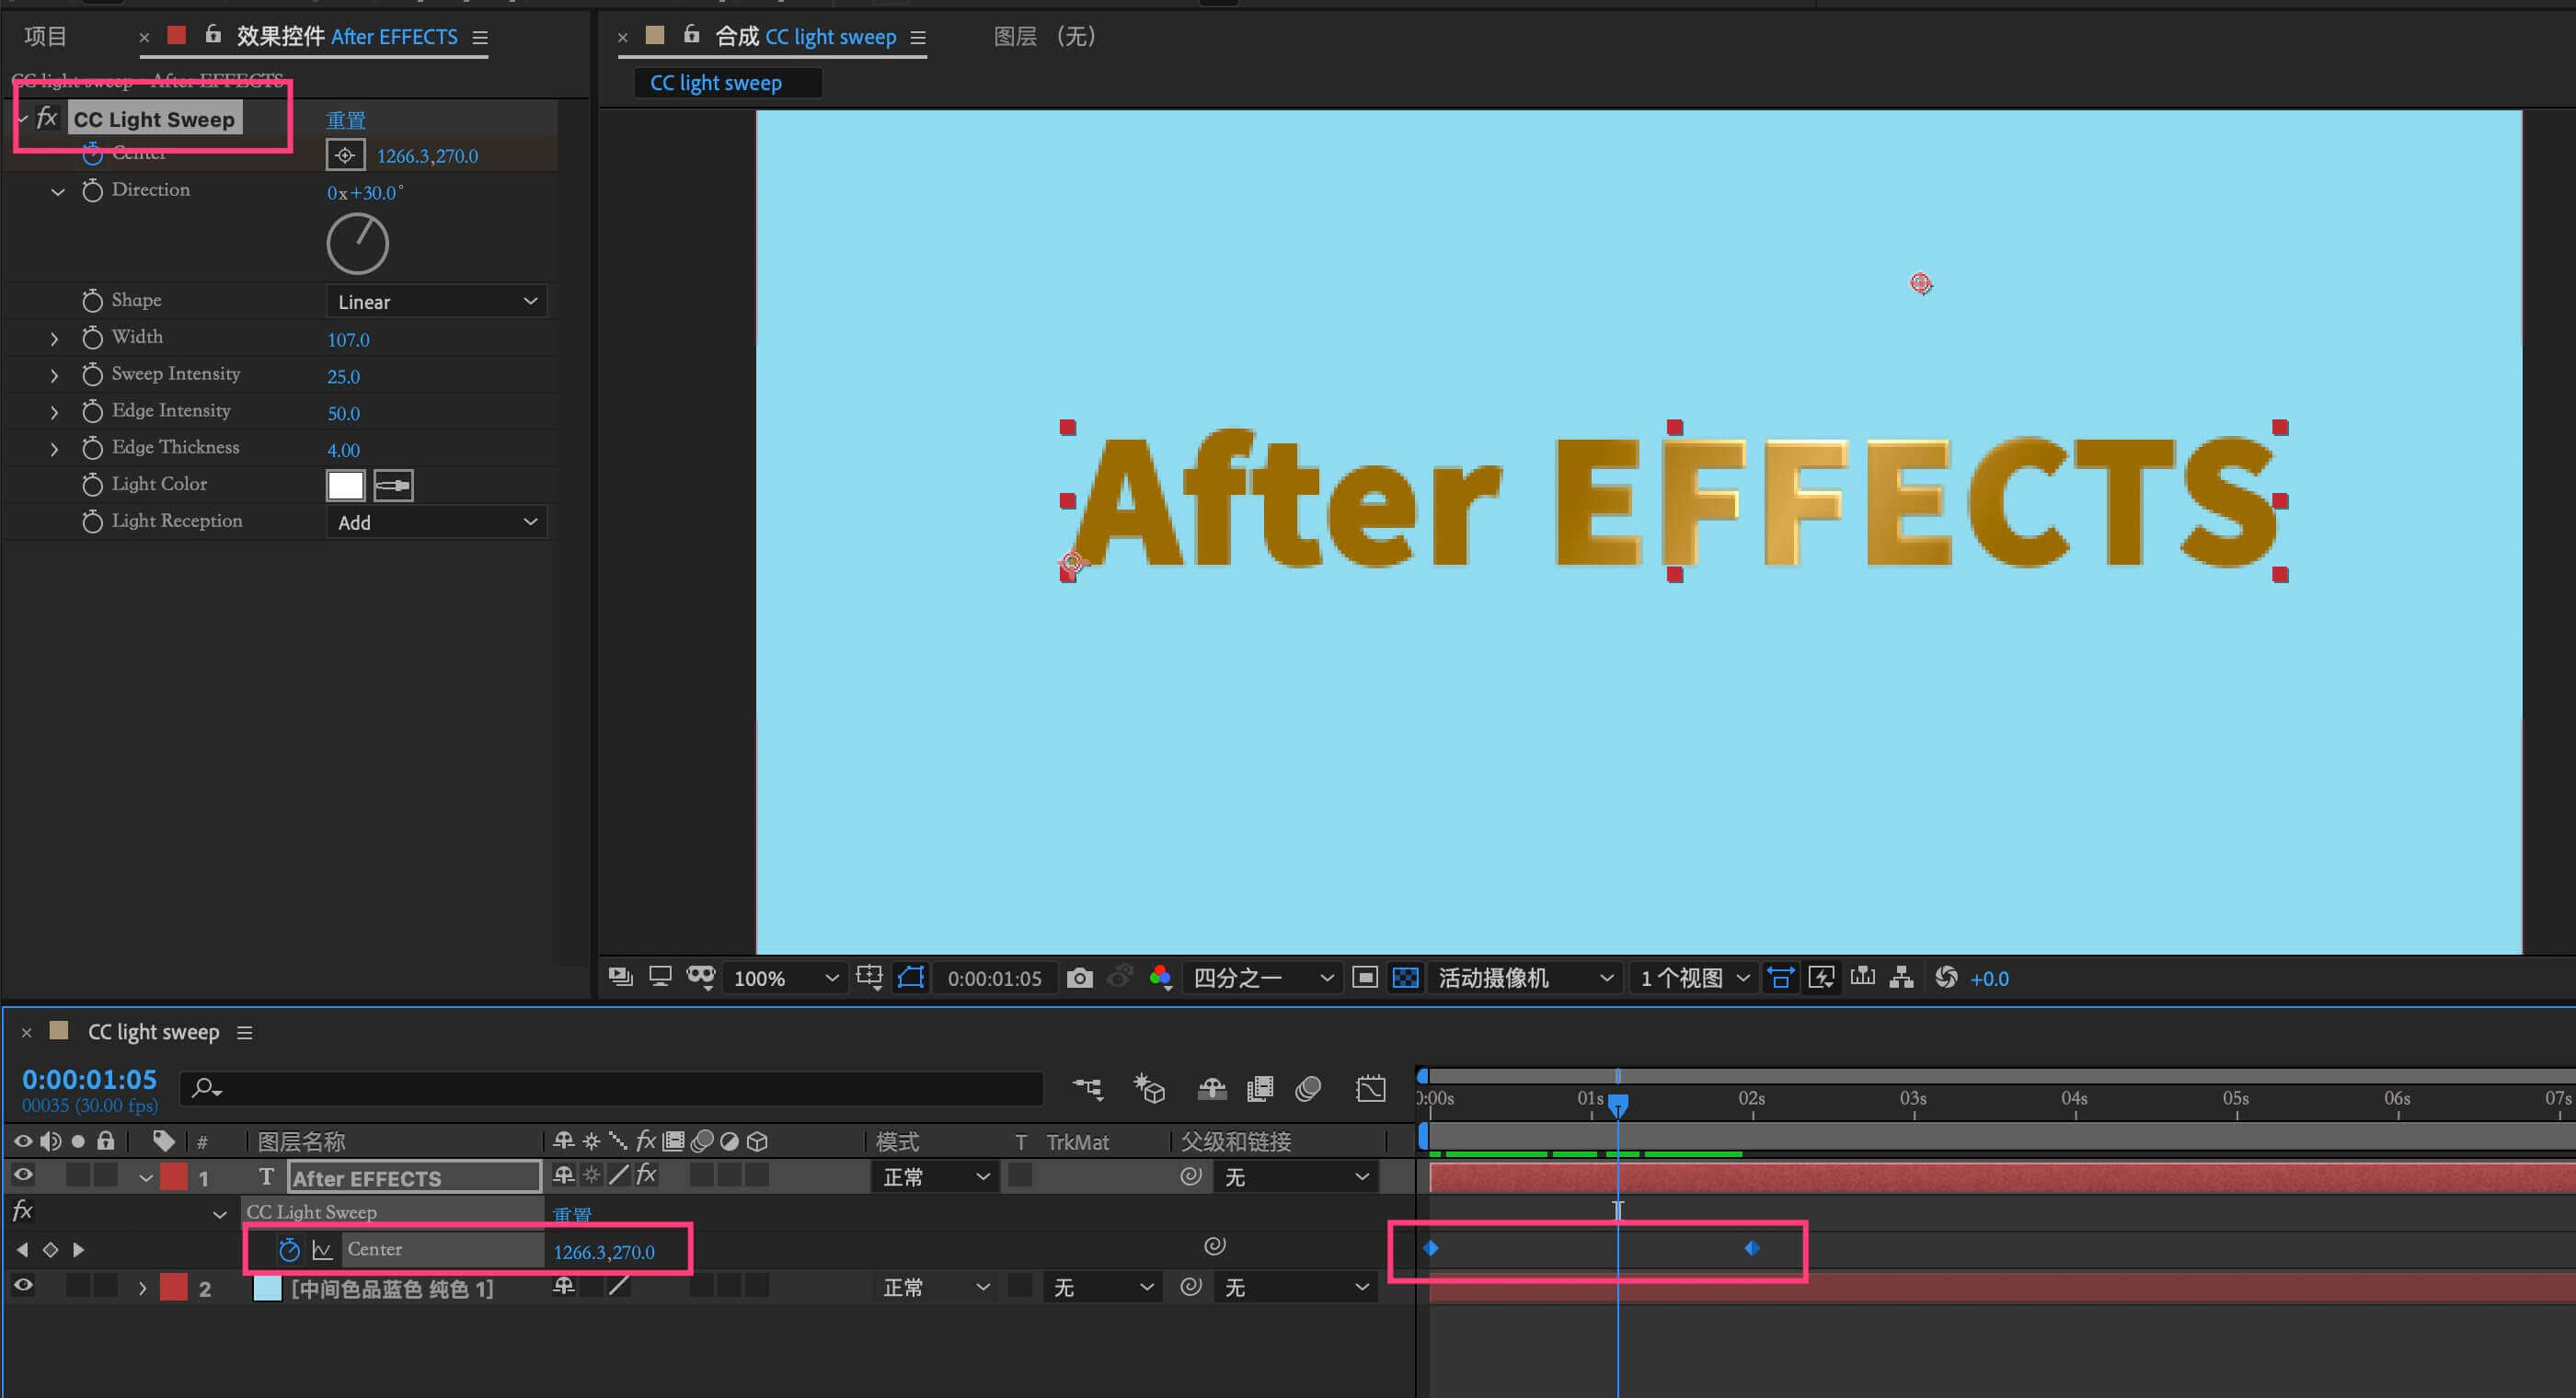 项目 × 效果控件 After EFFECTS
× 合成 CC light sweep 图层 (无)
CC light sweep · After EFFECTS
CC light sweep
fx CC Light Sweep 重置
Center 1266.3,270.0
Direction 0x+30.0°
Shape Linear
Width 107.0
Sweep Intensity 25.0
Edge Intensity 50.0
Edge Thickness 4.00
Light Color
Light Reception Add
After EFFECTS
100% 0:00:01:05 四分之一 活动摄像机 1 个视图 +0.0
× CC light sweep
0:00:01:05
00035 (30.00 fps)
0:00s 01s 02s 03s 04s 05s 06s 07s
# 图层名称 fx 模式 T TrkMat 父级和链接
1 T After EFFECTS fx 正常 无
fx CC Light Sweep 重置
Center 1266.3,270.0
2 [中间色品蓝色 纯色 1] 正常 无 无